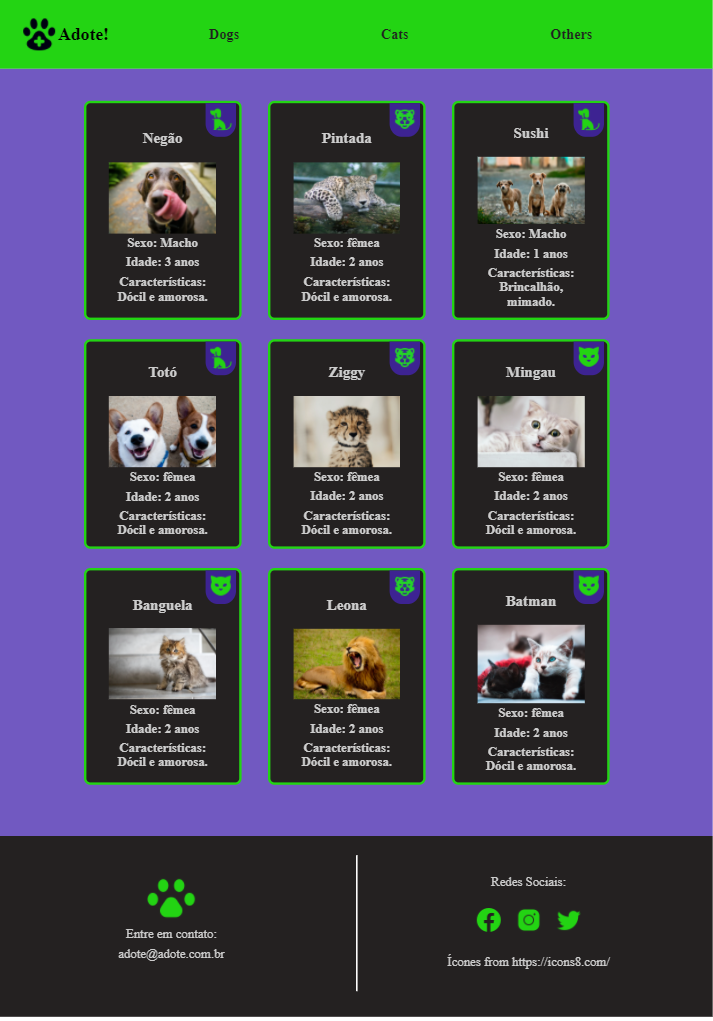 Adote!
Dogs
Cats
Others
Negão
Sexo: Macho
Idade: 3 anos
Características:
Dócil e amorosa.
Pintada
Sexo: fêmea
Idade: 2 anos
Características:
Dócil e amorosa.
Sushi
Sexo: Macho
Idade: 1 anos
Características:
Brincalhão,
mimado.
Totó
Sexo: fêmea
Idade: 2 anos
Características:
Dócil e amorosa.
Ziggy
Sexo: fêmea
Idade: 2 anos
Características:
Dócil e amorosa.
Mingau
Sexo: fêmea
Idade: 2 anos
Características:
Dócil e amorosa.
Banguela
Sexo: fêmea
Idade: 2 anos
Características:
Dócil e amorosa.
Leona
Sexo: fêmea
Idade: 2 anos
Características:
Dócil e amorosa.
Batman
Sexo: fêmea
Idade: 2 anos
Características:
Dócil e amorosa.
Entre em contato:
adote@adote.com.br
Redes Sociais:
Ícones from https://icons8.com/